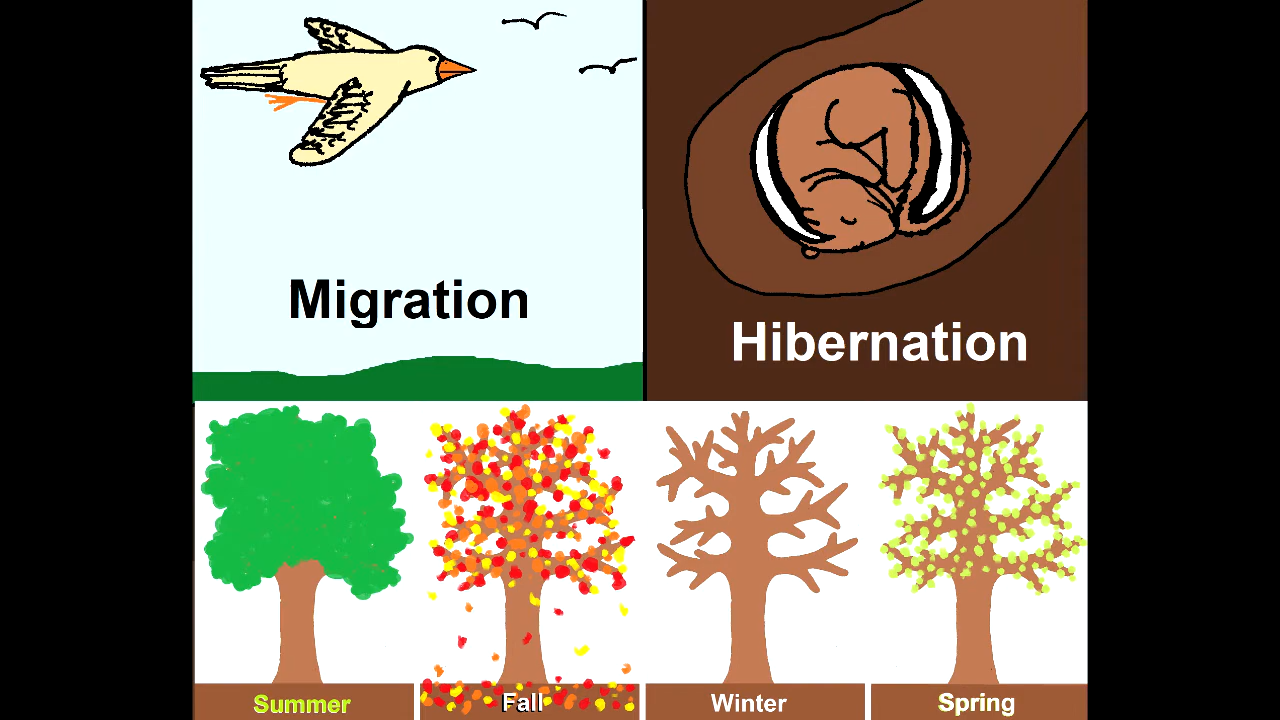 Migration
Hibernation
Summer
Fall
Winter
Spring